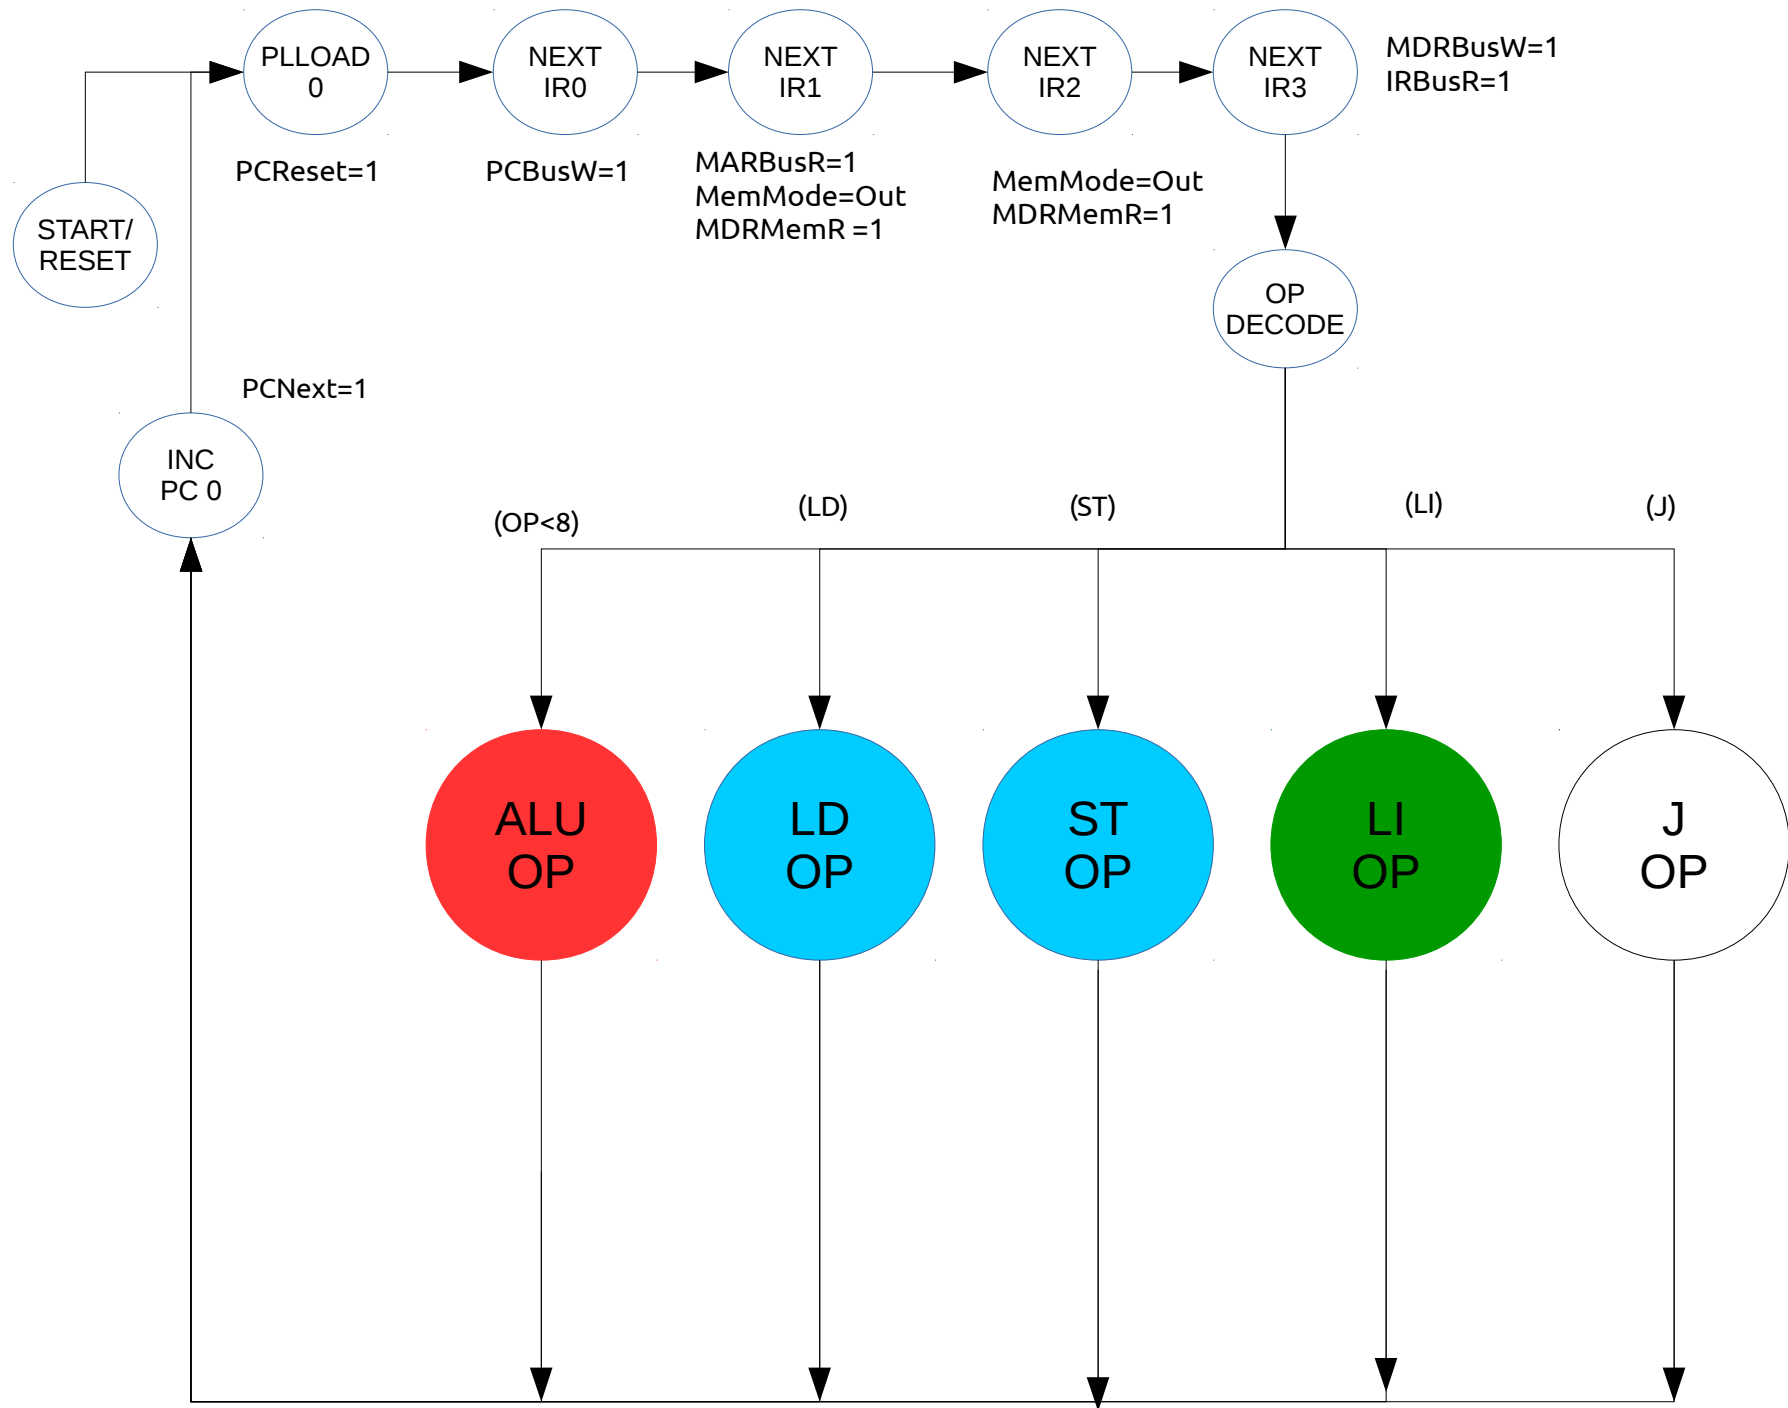 PLLOAD
0
NEXT
IR0
NEXT
IR1
NEXT
IR2
NEXT
IR3
MDRBusW=1
IRBusR=1
PCReset=1
PCBusW=1
MARBusR=1
MemMode=Out
MDRMemR =1
MemMode=Out
MDRMemR=1
START/
RESET
OP
DECODE
PCNext=1
INC
PC 0
(OP<8)
(LD)
(ST)
(LI)
(J)
ALU
OP
LD
OP
ST
OP
LI
OP
J
OP